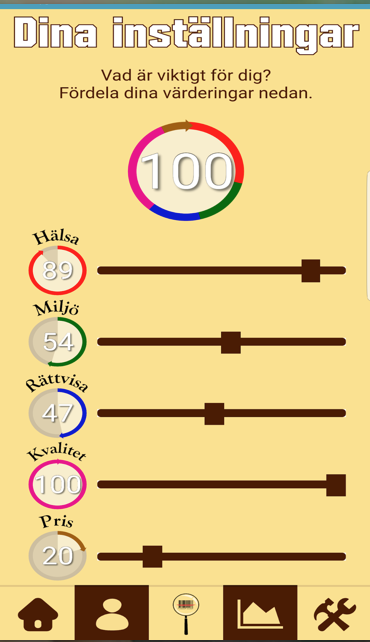 Dina inställningar
Vad är viktigt för dig?
Fördela dina värderingar nedan.
100
Hälsa
89
Miljö
54
Rättvisa
47
Kvalitet
100
Pris
20